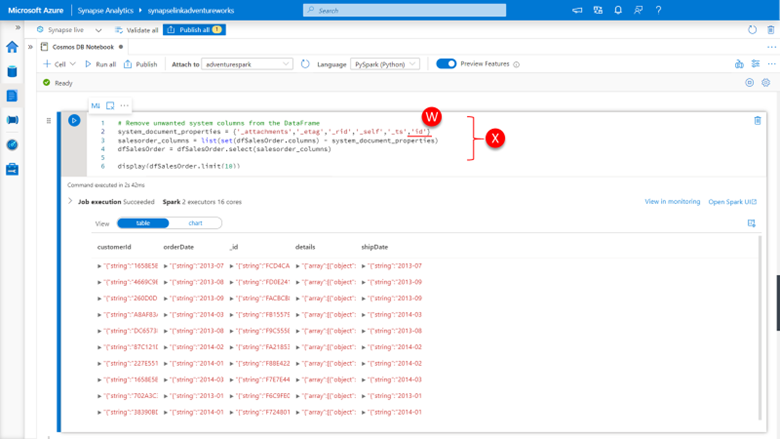 Microsoft Azure Synapse Analytics ▸ synapselinkadventureworks Search
Synapse live Validate all Publish all 1
Cosmos DB Notebook
Cell Run all Publish Attach to adventurespark Language PySpark (Python) Preview Features
Ready
W
X
1 # Remove unwanted system columns from the DataFrame
2 system_document_properties = {'_attachments','_etag','_rid','_self','_ts','id'}
3 salesorder_columns = list(set(dfSalesOrder.columns) - system_document_properties)
4 dfSalesOrder = dfSalesOrder.select(salesorder_columns)
5
6 display(dfSalesOrder.limit(10))
Command executed in 2s 42ms
Job execution Succeeded Spark 2 executors 16 cores View in monitoring Open Spark UI
View table chart
customerId orderDate _id details shipDate
"{"string":"1658E5E "{"string":"2013-07 "{"string":"FCD4CA "{"array":[{"object": "{"string":"2013-07
"{"string":"4669C9E "{"string":"2013-08 "{"string":"FD0E24 "{"array":[{"object": "{"string":"2013-09
"{"string":"260D0D "{"string":"2013-09 "{"string":"FACBCB "{"array":[{"object": "{"string":"2013-09
"{"string":"A8AFB3 "{"string":"2014-03 "{"string":"FB1557 "{"array":[{"object": "{"string":"2014-03
"{"string":"DC6573 "{"string":"2013-08 "{"string":"F9C555 "{"array":[{"object": "{"string":"2013-08
"{"string":"87C121 "{"string":"2014-02 "{"string":"FA2185 "{"array":[{"object": "{"string":"2014-02
"{"string":"227E551 "{"string":"2014-01 "{"string":"F88E422 "{"array":[{"object": "{"string":"2014-02
"{"string":"1658E5E "{"string":"2014-03 "{"string":"F7E7E44 "{"array":[{"object": "{"string":"2014-03
"{"string":"702A3C "{"string":"2013-01 "{"string":"F6C9FE "{"array":[{"object": "{"string":"2013-01
"{"string":"38390B "{"string":"2014-01 "{"string":"F72480 "{"array":[{"object": "{"string":"2014-01